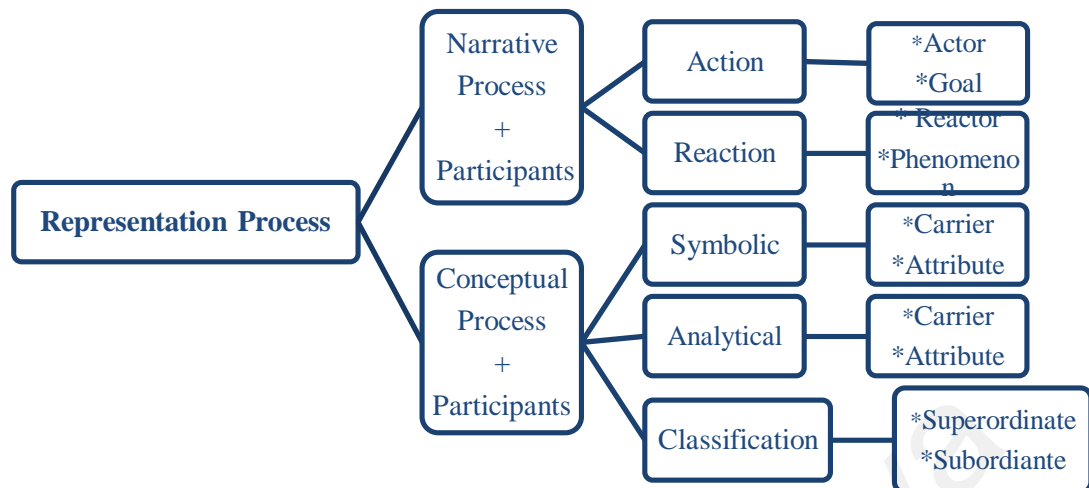 Representation Process
Narrative
Process
+
Participants
Action
*Actor
*Goal
Reaction
* Reactor
*Phenomeno
n
Conceptual
Process
+
Participants
Symbolic
*Carrier
*Attribute
Analytical
*Carrier
*Attribute
Classification
*Superordinate
*Subordiante